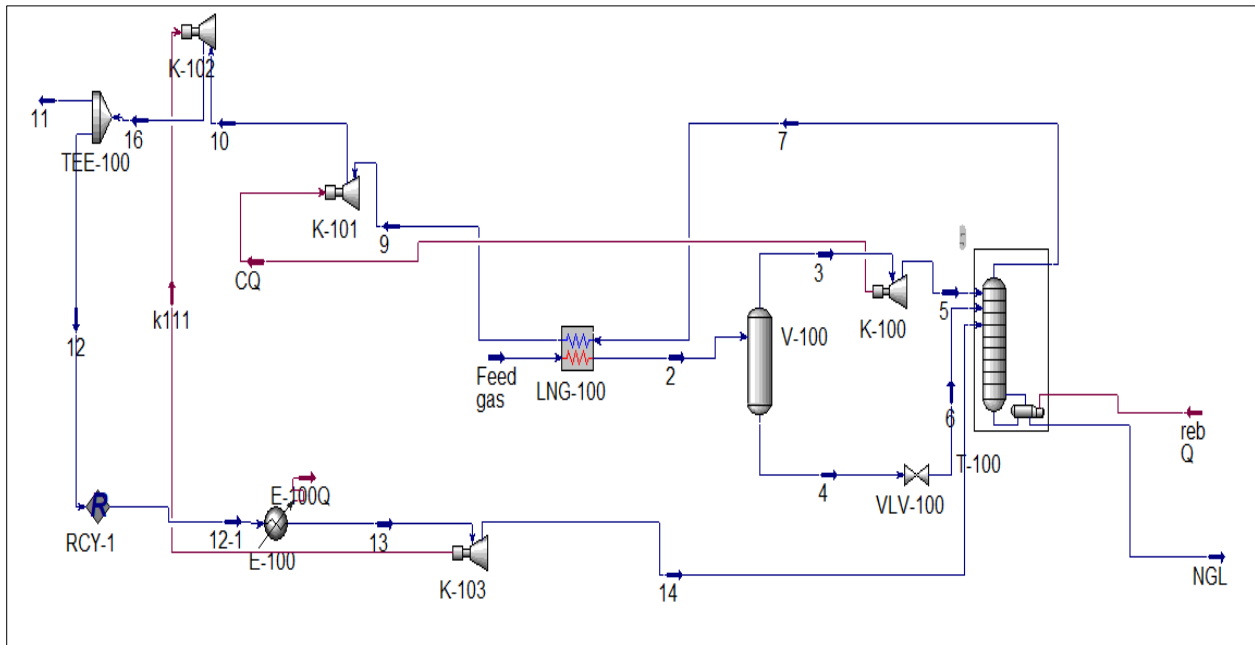 K-102
11
16
10
7
TEE-100
K-101
9
3
CQ
K-100
5
k111
V-100
12
Feed
gas
LNG-100
2
6
reb
Q
T-100
4
VLV-100
E-100Q
R
RCY-1
12-1
E-100
13
K-103
14
NGL